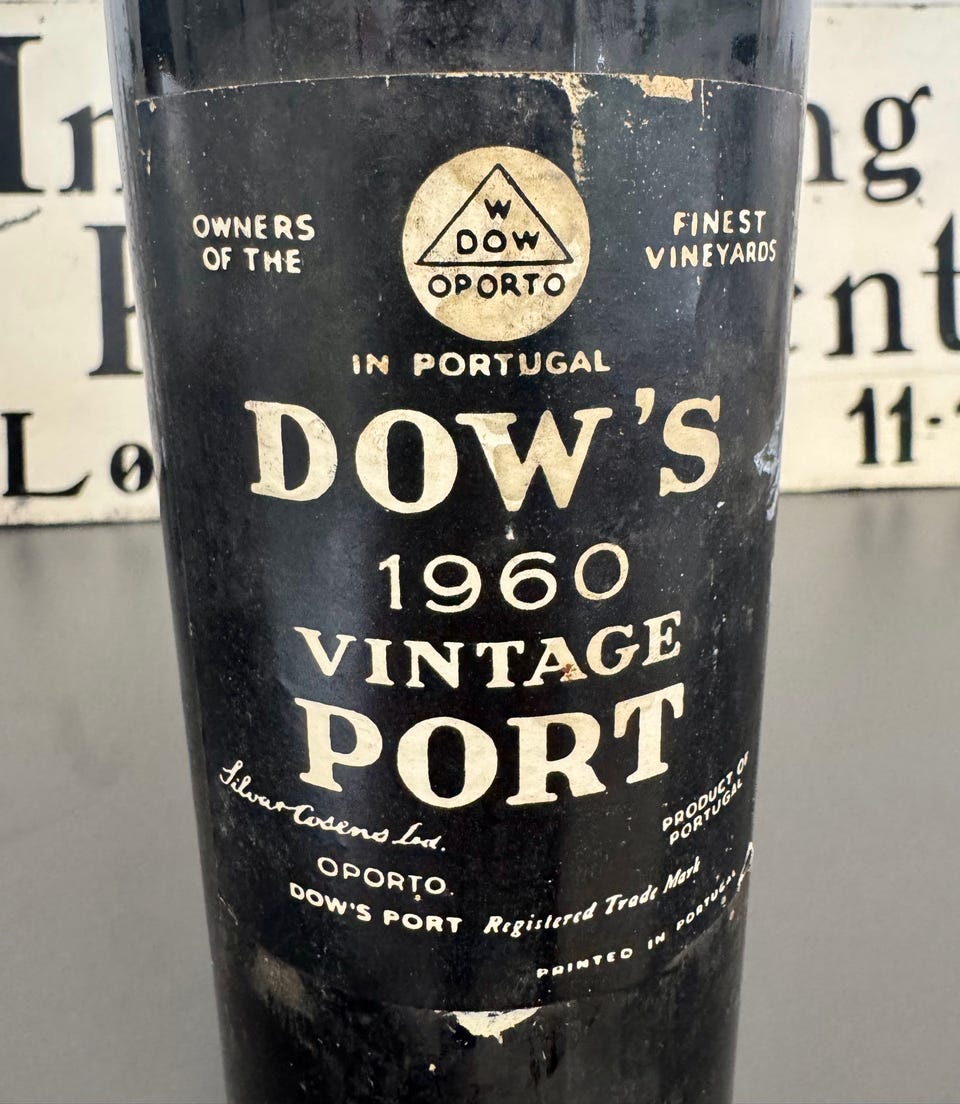 OWNERS
OF THE
W
DOW
OPORTO
FINEST
VINEYARDS
IN PORTUGAL
DOW'S
1960
VINTAGE
PORT
Silva & Cosens Ltd.
OPORTO.
DOW'S PORT
Registered Trade Mark
PRODUCT OF
PORTUGAL
PRINTED IN PORTUGAL
11-